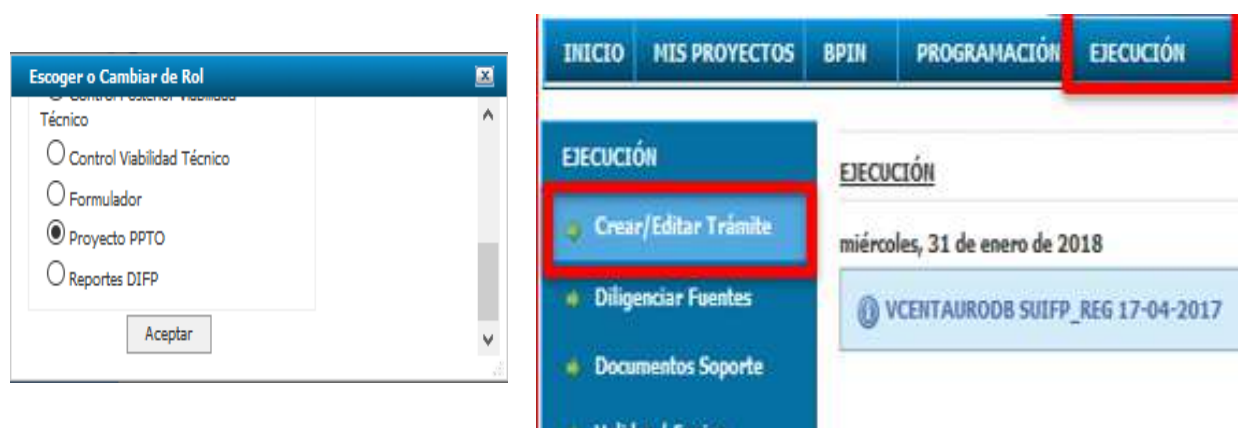 Escoger o Cambiar de Rol
Técnico
Control Viabilidad Técnico
Formulador
Proyecto PPTO
Reportes DIFP
Aceptar
INICIO MIS PROYECTOS BPIN PROGRAMACIÓN EJECUCIÓN
EJECUCIÓN
Crear/Editar Trámite
Diligenciar Fuentes
Documentos Soporte
EJECUCIÓN
miércoles, 31 de enero de 2018
VCENTAURODB SUIFP_REG 17-04-2017